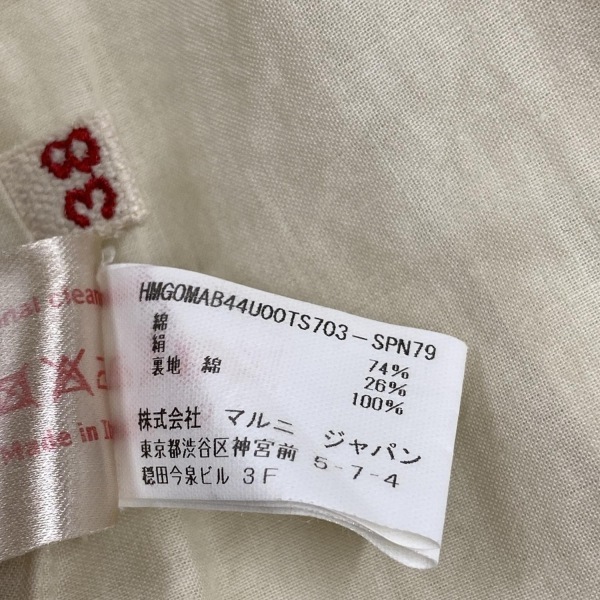 38
HMGOMAB44U00TS703-SPN79
綿 74%
絹 26%
裏地 綿 100%
株式会社 マルニ ジャパン
東京都渋谷区神宮前 5-7-4
穏田今泉ビル 3F
Made in